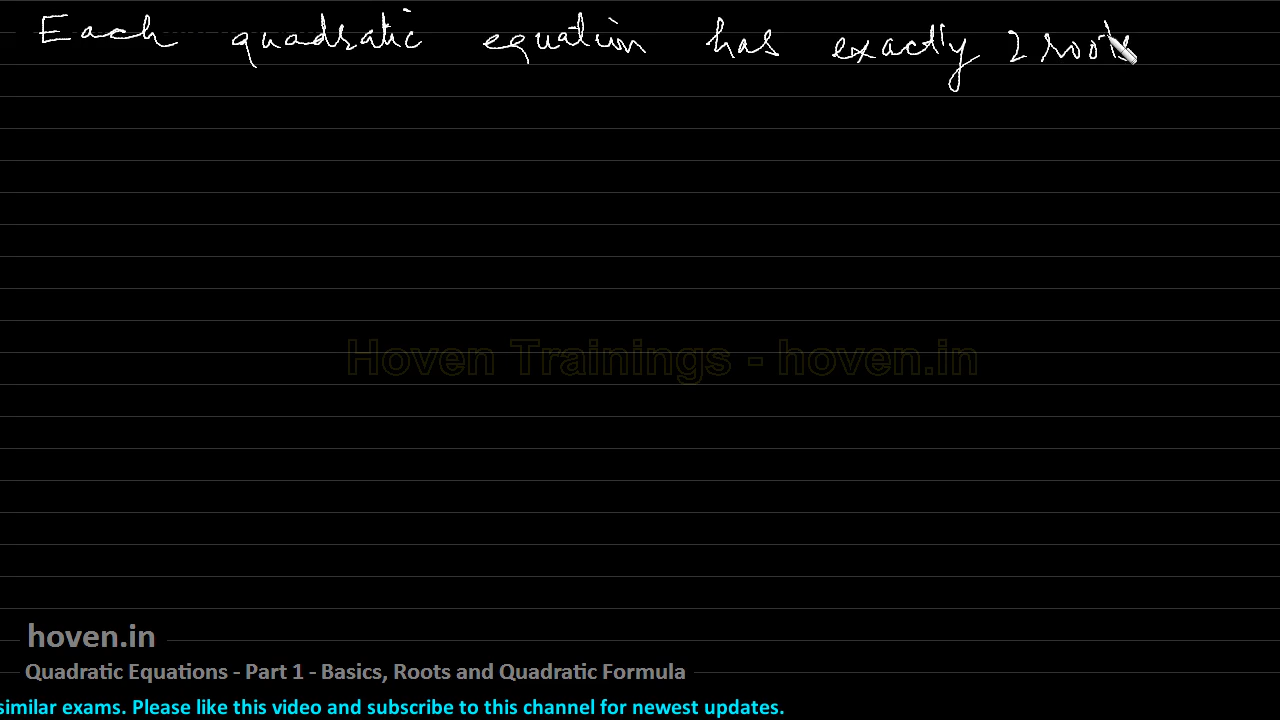 Each quadratic equation has exactly 2 roots
Hoven Trainings - hoven.in
hoven.in
Quadratic Equations - Part 1 - Basics, Roots and Quadratic Formula
similar exams. Please like this video and subscribe to this channel for newest updates.